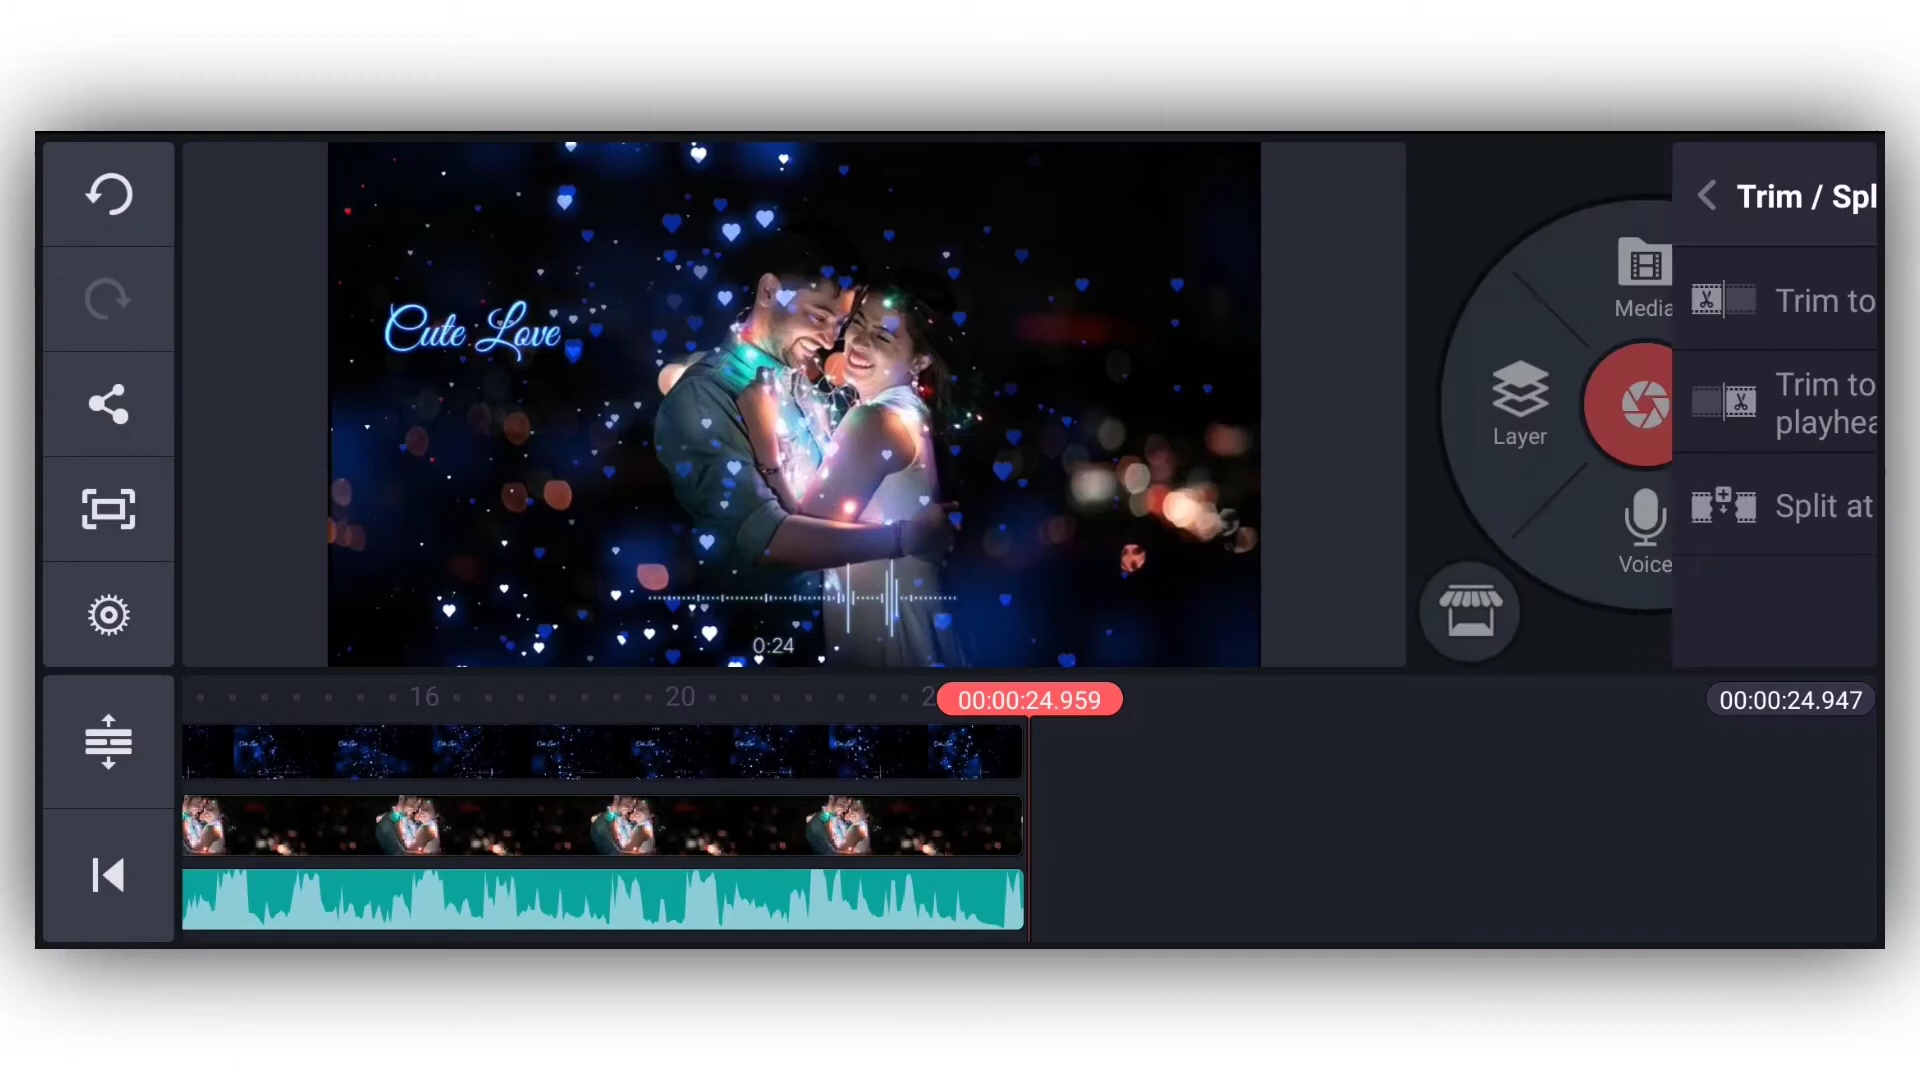 Trim / Spl
Media
Trim to
Cute Love
Trim to
playhea
Layer
Split at
Voice
0:24
16
20
2
00:00:24.959
00:00:24.947